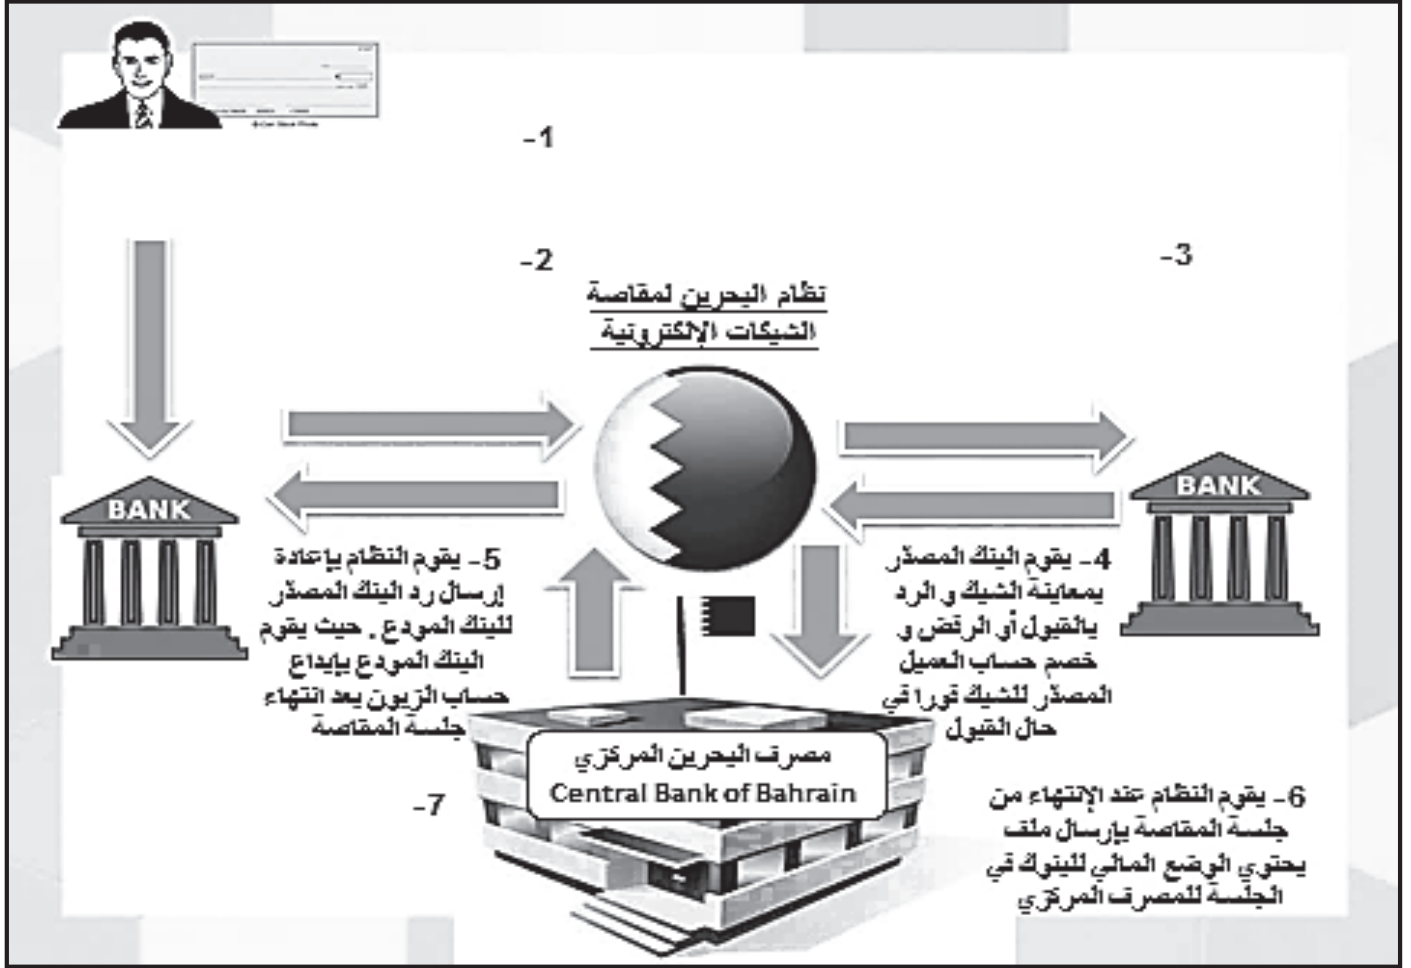 -1
-2
-3
نظام البحرين لمقاصة
الشيكات الإلكترونية
BANK
BANK
4- يقوم البنك المصدّر
بمعاينة الشيك و الرد
بالقبول أو الرفض و
خصم حساب العميل
المصدّر للشيك فورا في
حال القبول
5- يقوم النظام بإعادة
إرسال رد البنك المصدّر
للبنك المودع , حيث يقوم
البنك المودع بإيداع
حساب الزبون بعد انتهاء
جلسة المقاصة
مصرف البحرين المركزي
Central Bank of Bahrain
6- يقوم النظام عند الإنتهاء من
جلسة المقاصة بإرسال ملف
يحتوي الوضع المالي للبنوك في
الجلسة للمصرف المركزي
-7